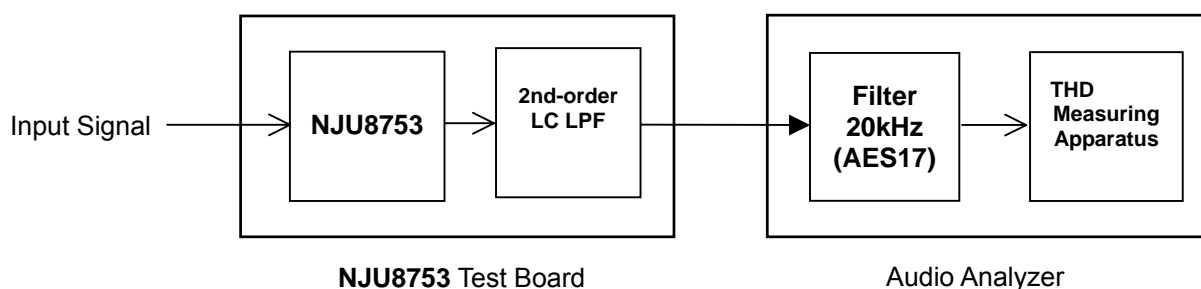 Input Signal
NJU8753
2nd-order
LC LPF
Filter
20kHz
(AES17)
THD
Measuring
Apparatus
NJU8753 Test Board
Audio Analyzer